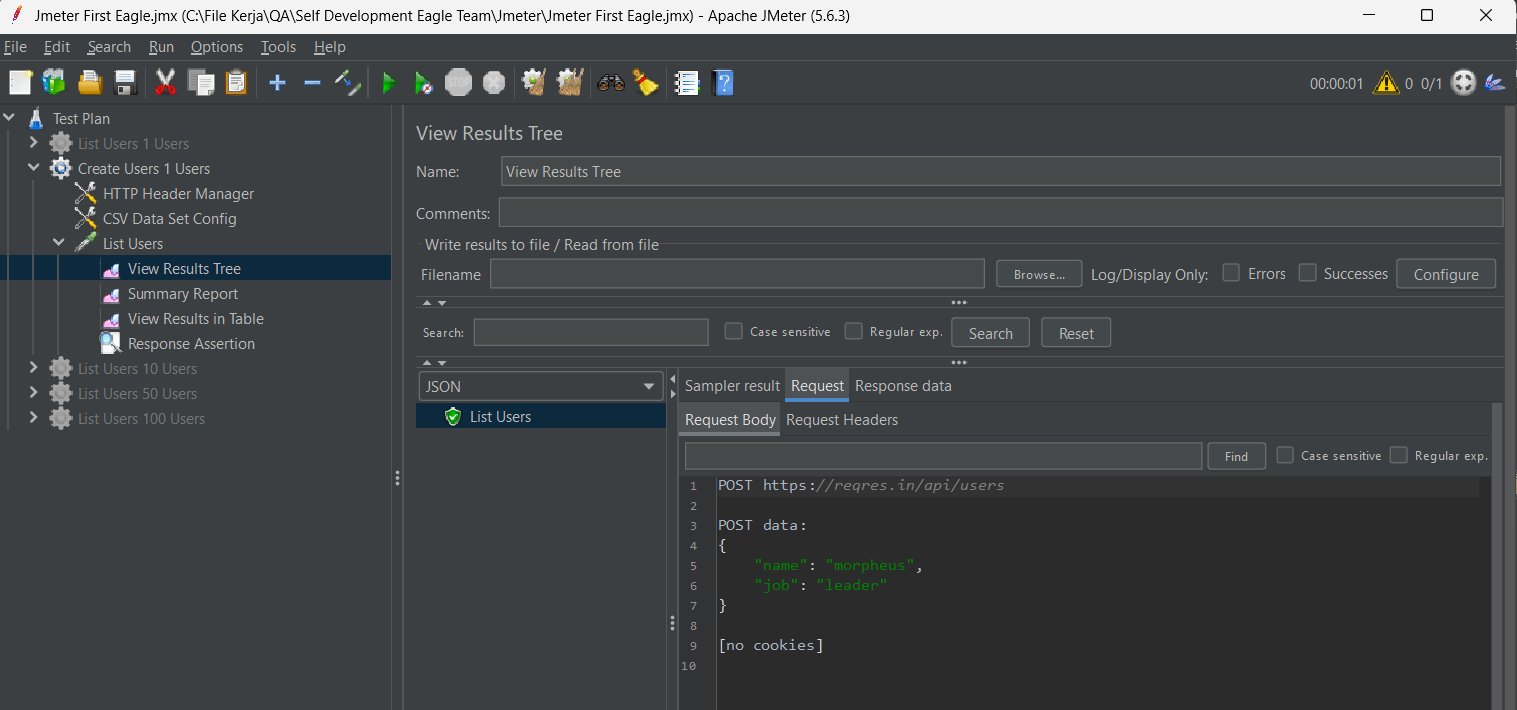 Jmeter First Eagle.jmx (C:\File Kerja\QA\Self Development Eagle Team\Jmeter\Jmeter First Eagle.jmx) - Apache JMeter (5.6.3)
File Edit Search Run Options Tools Help
STOP 00:00:01 0 0/1
Test Plan
List Users 1 Users
Create Users 1 Users
HTTP Header Manager
CSV Data Set Config
List Users
View Results Tree
Summary Report
View Results in Table
Response Assertion
List Users 10 Users
List Users 50 Users
List Users 100 Users
View Results Tree
Name: View Results Tree
Comments:
Write results to file / Read from file
Filename Browse... Log/Display Only: Errors Successes Configure
Search: Case sensitive Regular exp. Search Reset
JSON
List Users
Sampler result Request Response data
Request Body Request Headers
Find Case sensitive Regular exp.
1 POST https://reqres.in/api/users
2
3 POST data:
4 {
5 "name": "morpheus",
6 "job": "leader"
7 }
8
9 [no cookies]
10